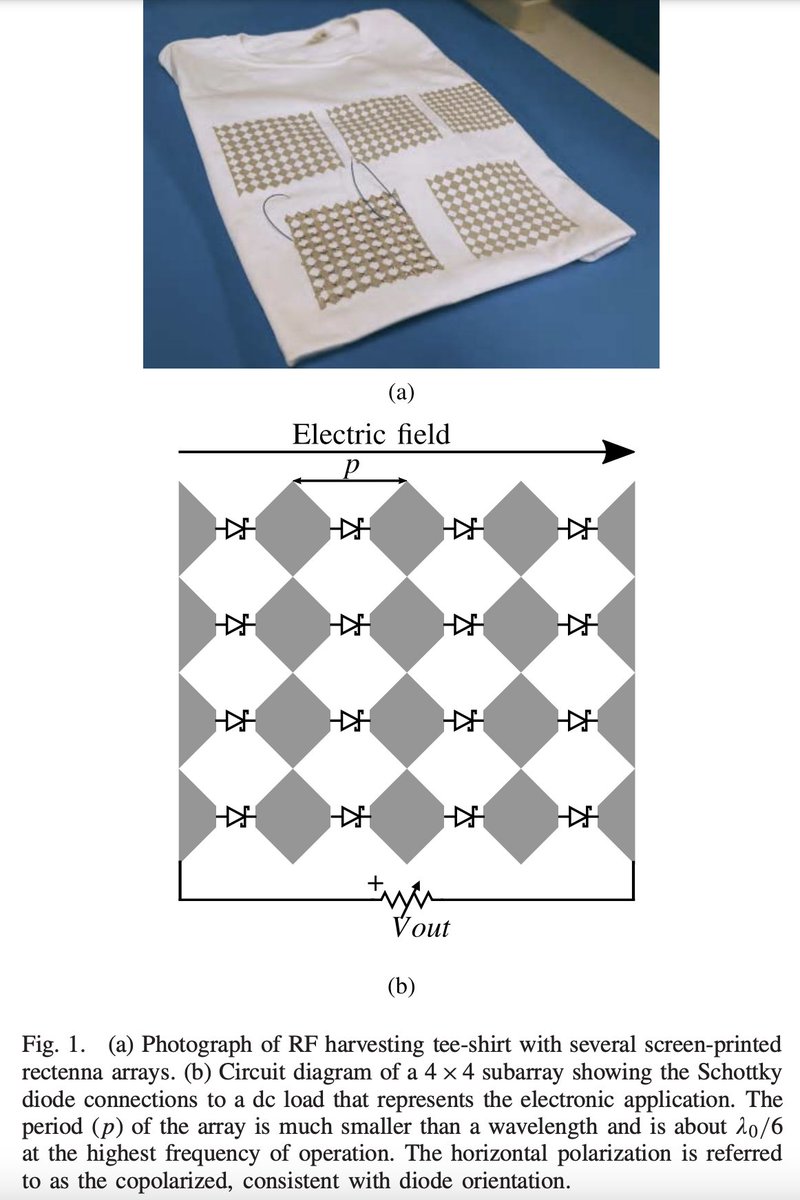 (a)
Electric field
p
+
Vout
(b)
Fig. 1. (a) Photograph of RF harvesting tee-shirt with several screen-printed
rectenna arrays. (b) Circuit diagram of a 4 × 4 subarray showing the Schottky
diode connections to a dc load that represents the electronic application. The
period (p) of the array is much smaller than a wavelength and is about λ0/6
at the highest frequency of operation. The horizontal polarization is referred
to as the copolarized, consistent with diode orientation.